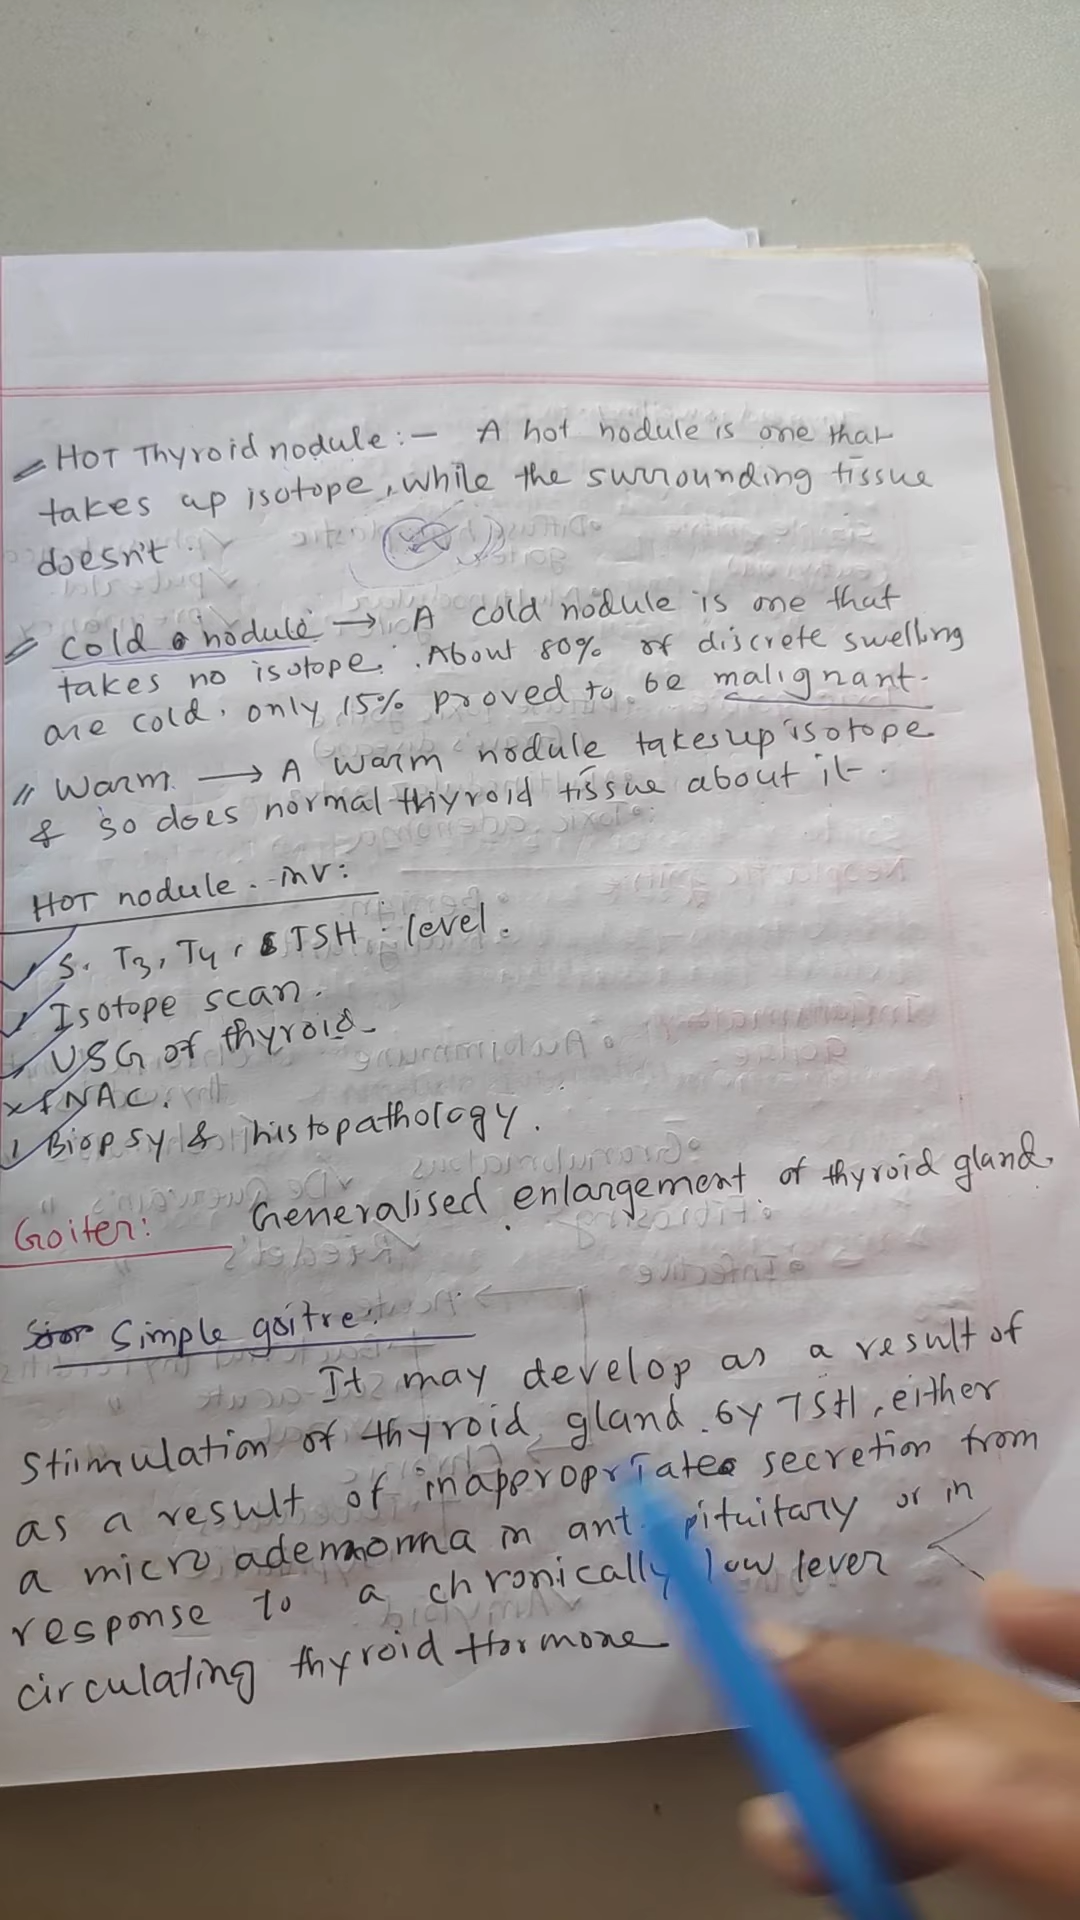 HOT Thyroid nodule :- A hot nodule is one that
takes up isotope, while the surrounding tissue
doesn't.
Cold nodule → A cold nodule is one that
takes no isotope. About 80% of discrete swelling
are cold. only 15% proved to be malignant.
" Warm → A warm nodule takes up isotope
& so does normal thyroid tissue about it.
HOT nodule. inv:
S. T3, T4, TSH level.
Isotope scan.
USG of thyroid
FNAC.
Biopsy & histopathology.
Goiter: Generalised enlargement of thyroid gland.
Simple goitre:
It may develop as a result of
Stimulation of thyroid gland by TSH, either
as a result of inappropriate secretion from
a micro ademnoma in ant. pituitary or in
response to a chronically low lever <
circulating thyroid Hormone